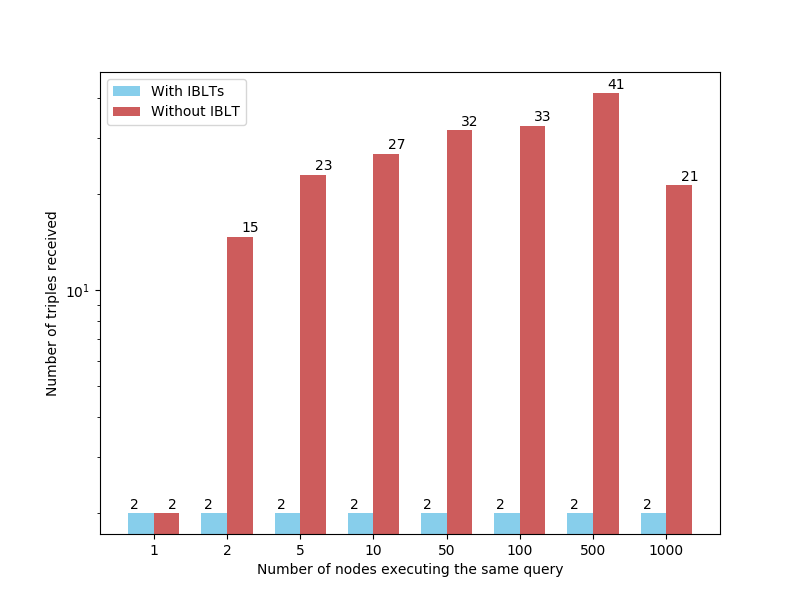 With IBLTs
Without IBLT
Number of triples received
10¹
2 2 2 15 2 23 2 27 2 32 2 33 2 41 2 21
1 2 5 10 50 100 500 1000
Number of nodes executing the same query